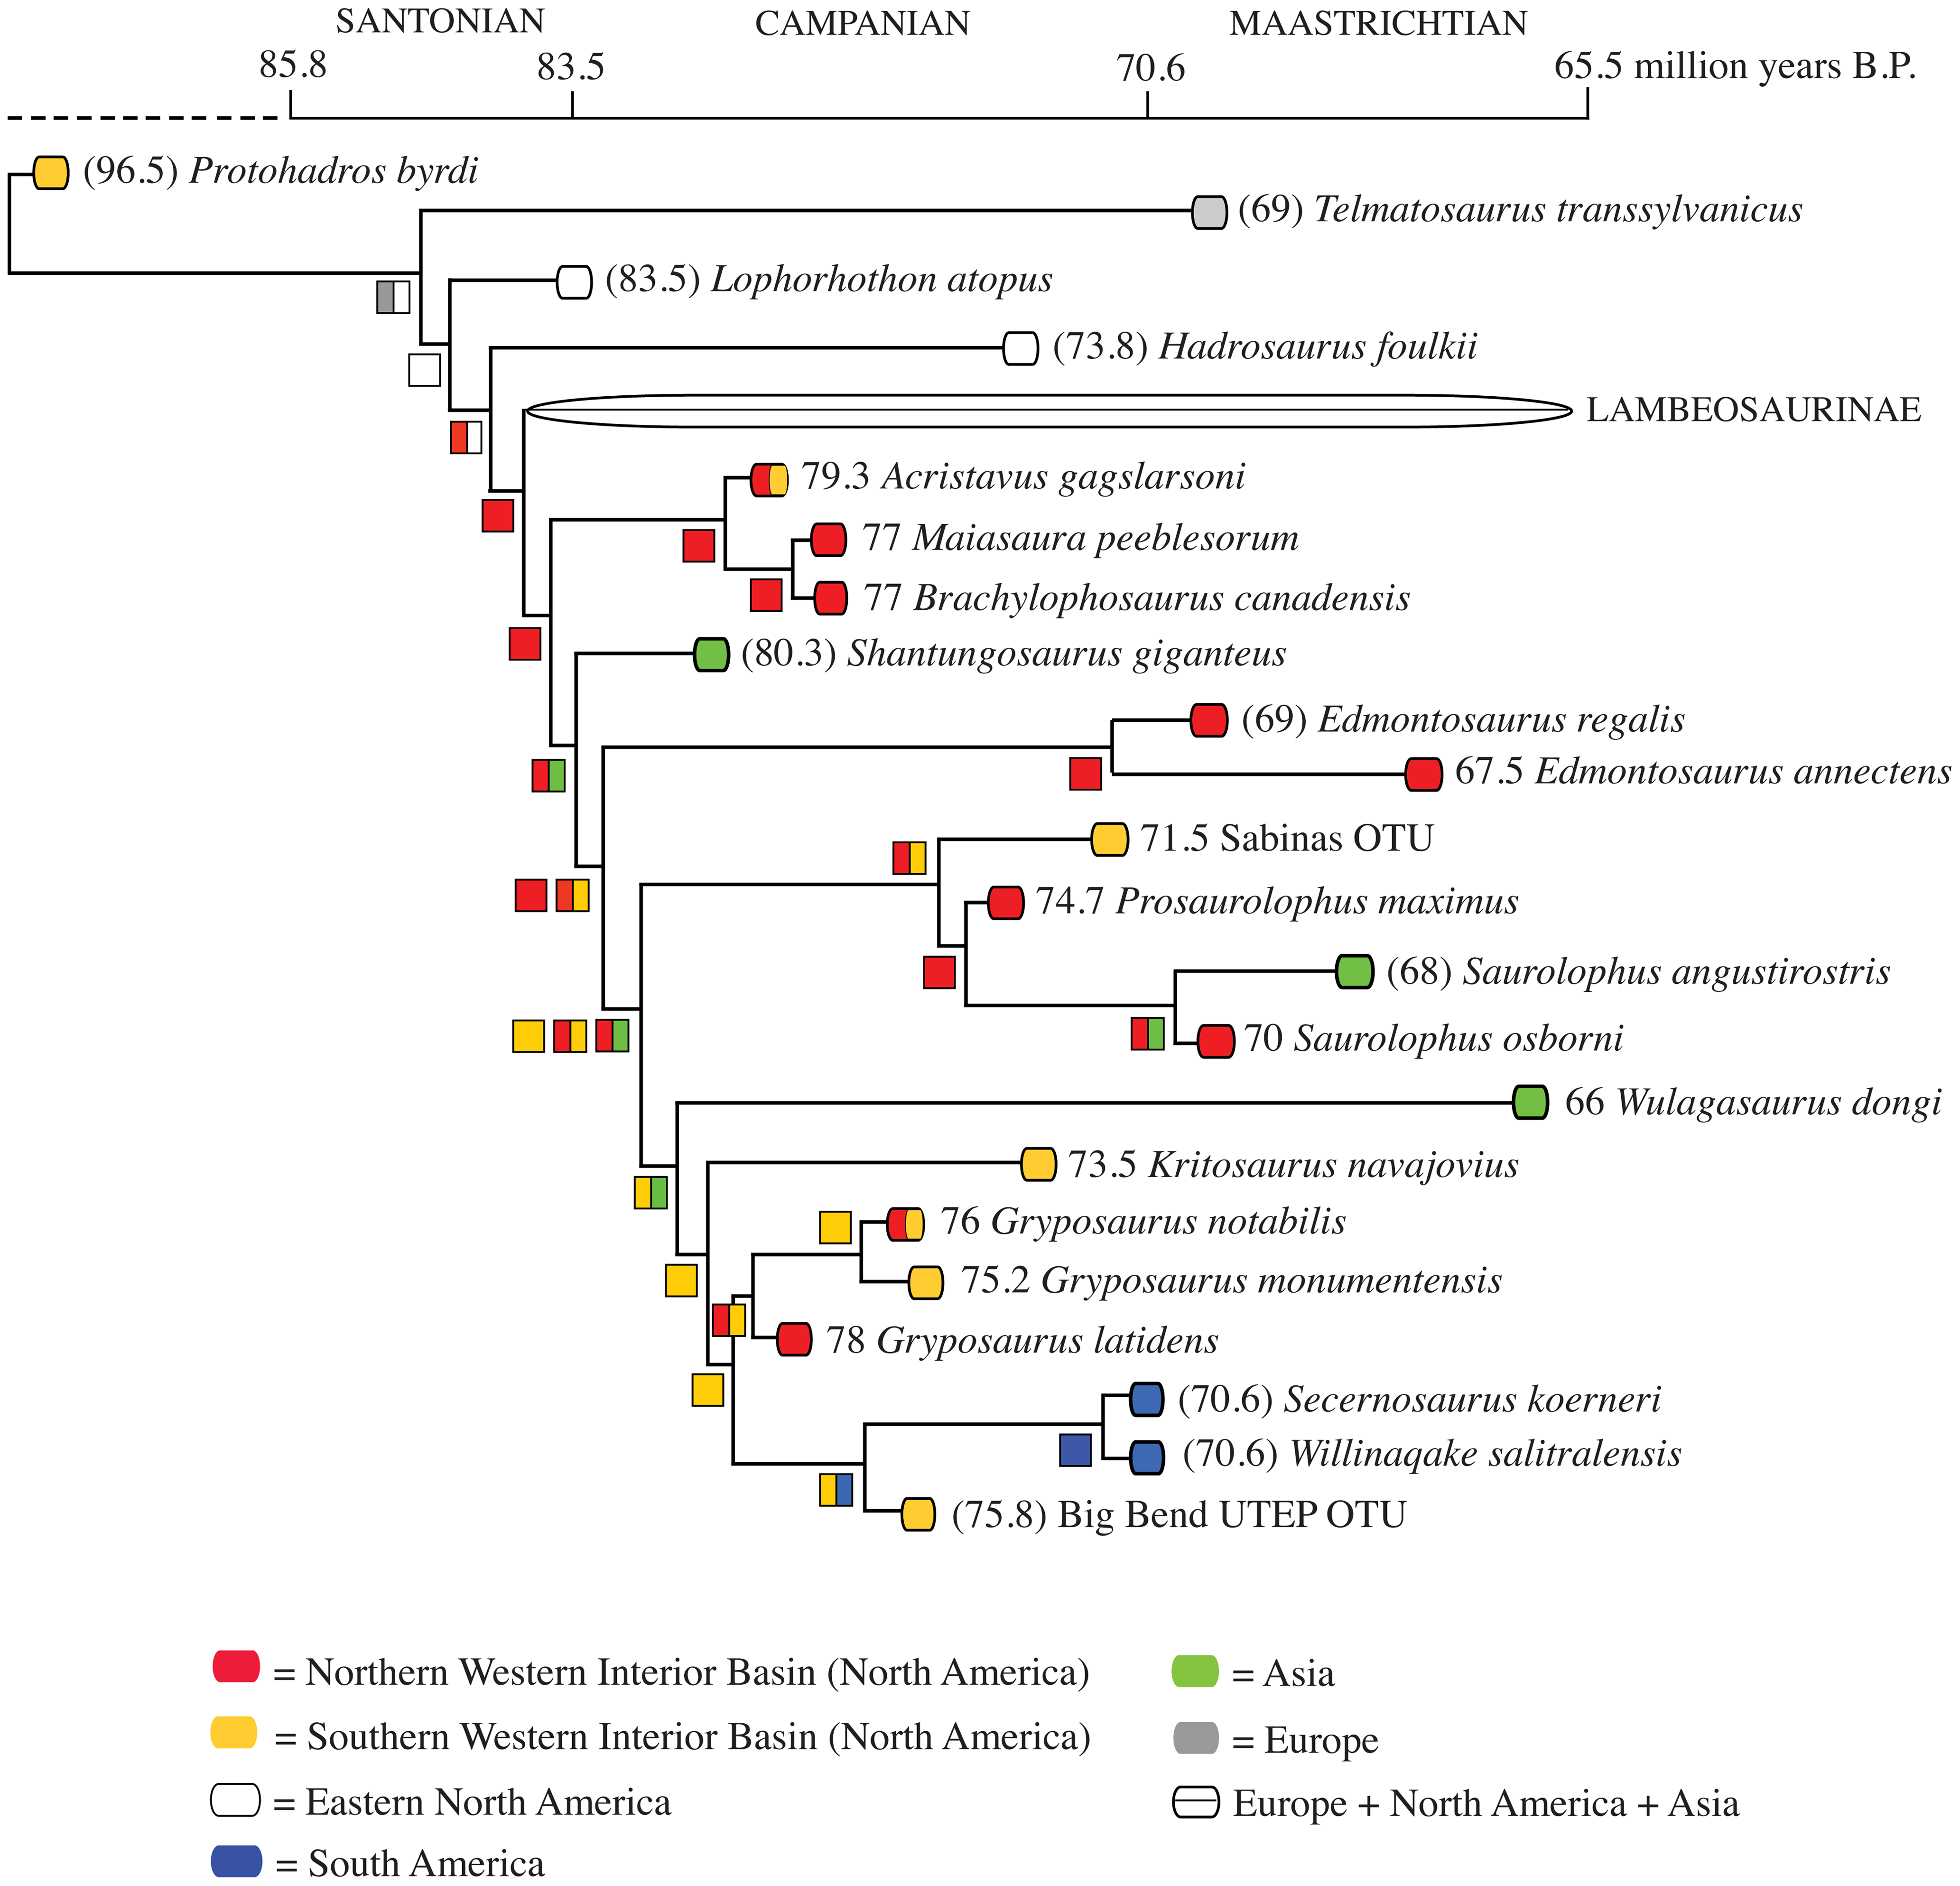 SANTONIAN CAMPANIAN MAASTRICHTIAN
85.8 83.5 70.6 65.5 million years B.P.
(96.5) Protohadros byrdi
(69) Telmatosaurus transsylvanicus
(83.5) Lophorhothon atopus
(73.8) Hadrosaurus foulkii
LAMBEOSAURINAE
79.3 Acristavus gagslarsoni
77 Maiasaura peeblesorum
77 Brachylophosaurus canadensis
(80.3) Shantungosaurus giganteus
(69) Edmontosaurus regalis
67.5 Edmontosaurus annectens
71.5 Sabinas OTU
74.7 Prosaurolophus maximus
(68) Saurolophus angustirostris
70 Saurolophus osborni
66 Wulagasaurus dongi
73.5 Kritosaurus navajovius
76 Gryposaurus notabilis
75.2 Gryposaurus monumentensis
78 Gryposaurus latidens
(70.6) Secernosaurus koerneri
(70.6) Willinaqake salitralensis
(75.8) Big Bend UTEP OTU
= Northern Western Interior Basin (North America)
= Southern Western Interior Basin (North America)
= Eastern North America
= South America
= Asia
= Europe
Europe + North America + Asia